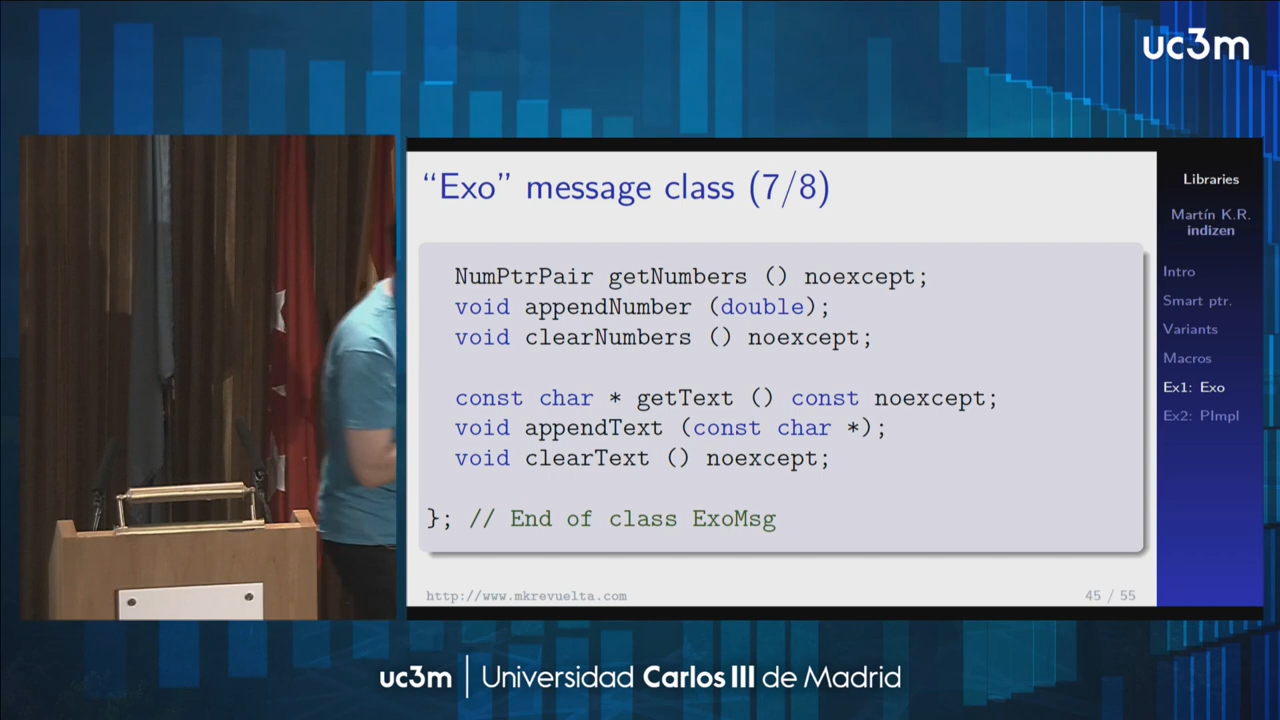 uc3m
“Exo” message class (7/8)
NumPtrPair getNumbers () noexcept;
void appendNumber (double);
void clearNumbers () noexcept;
const char * getText () const noexcept;
void appendText (const char *);
void clearText () noexcept;
}; // End of class ExoMsg
http://www.mkrevuelta.com
45 / 55
Libraries
Martín K.R.
indizen
Intro
Smart ptr.
Variants
Macros
Ex1: Exo
Ex2: PImpl
uc3m | Universidad Carlos III de Madrid